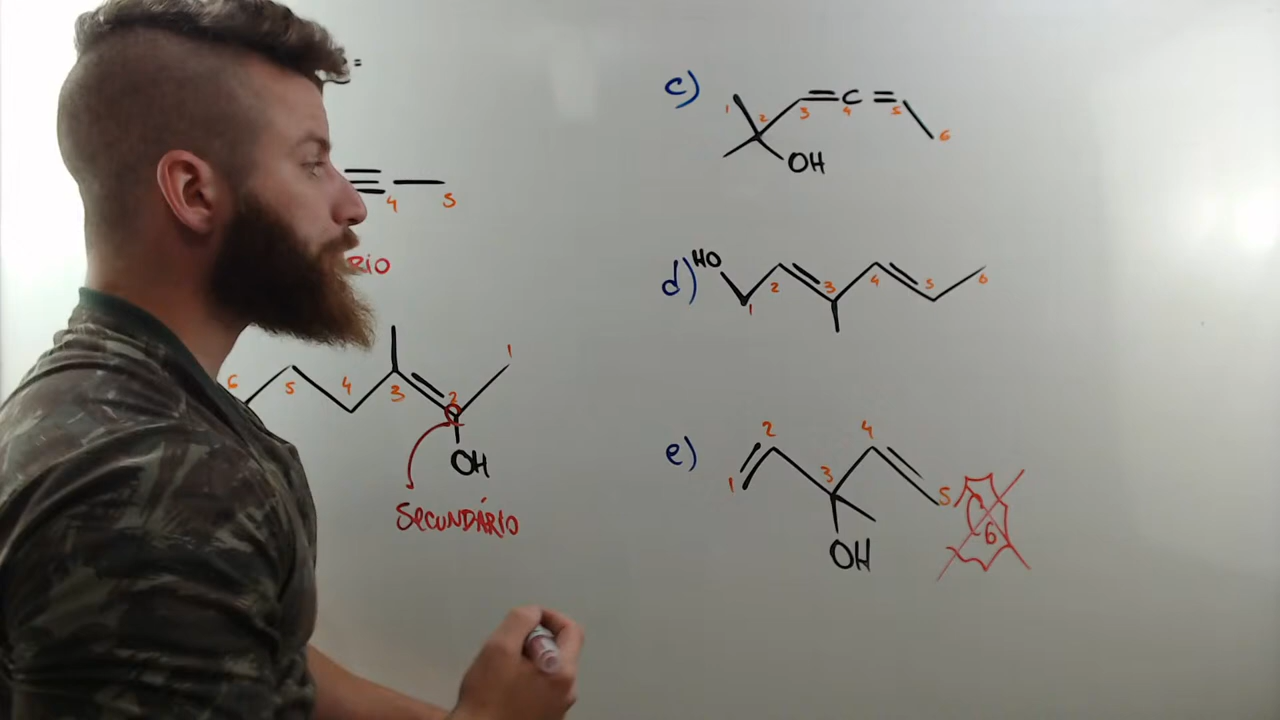 =
4 5
RIO
6 5 4 3 2 1
OH
SECUNDÁRIO
c) 1 2 3 C 4 5 6
OH
d) HO 1 2 3 4 5 6
e) 1 2 3 4 5
OH
6